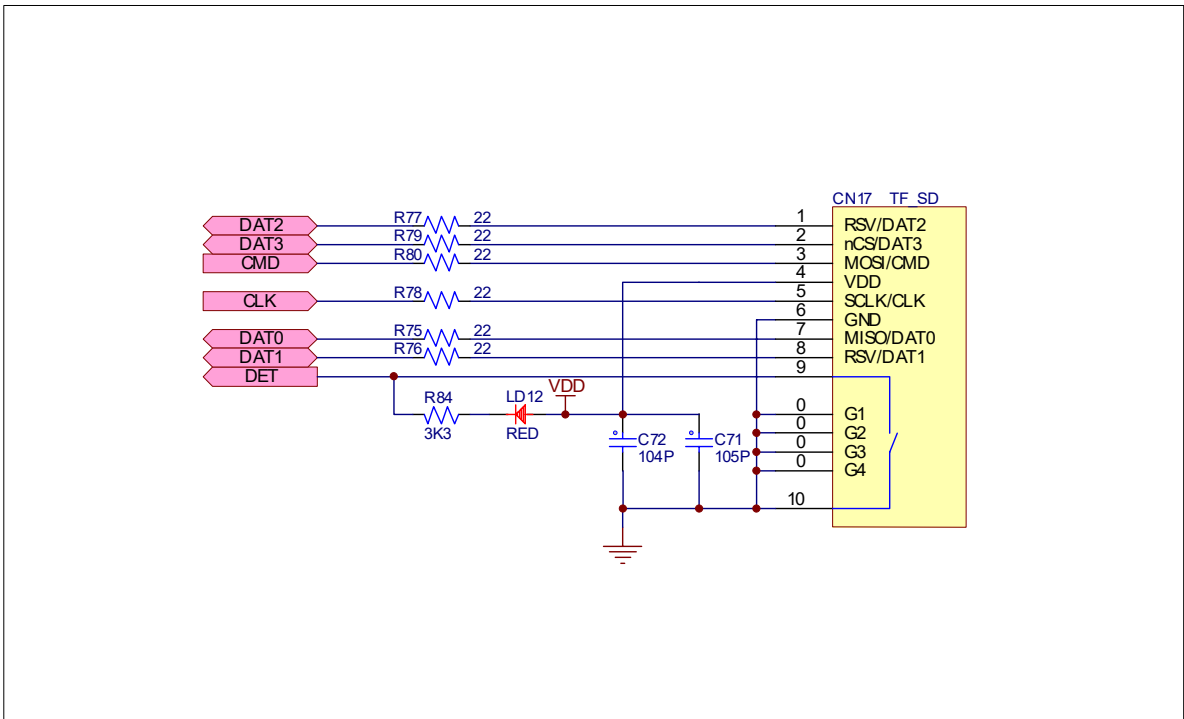 CN17 TF_SD
DAT2 R77 22 1 RSV/DAT2
DAT3 R79 22 2 nCS/DAT3
CMD R80 22 3 MOSI/CMD
4 VDD
CLK R78 22 5 SCLK/CLK
6 GND
DAT0 R75 22 7 MISO/DAT0
DAT1 R76 22 8 RSV/DAT1
DET 9
R84 LD12 VDD
3K3 RED
0 G1
0 G2
C72 C71 0 G3
104P 105P 0 G4
10